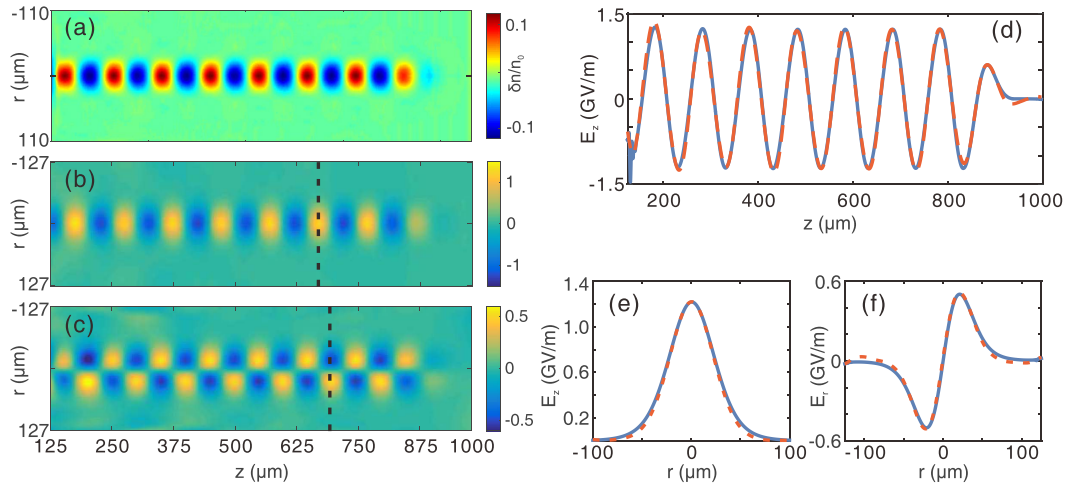 (a)
-110
r (μm)
110
0.1
0
-0.1
δn/n₀
(b)
-127
r (μm)
127
1
0
-1
(c)
-127
r (μm)
127
0.5
0
-0.5
125 250 375 500 625 750 875 1000
z (μm)
(d)
1.5
0
-1.5
E_z (GV/m)
200 400 600 800 1000
z (μm)
(e)
1.4
1.0
0.6
0.2
E_z (GV/m)
-100 0 100
r (μm)
(f)
0.6
0
-0.6
E_r (GV/m)
-100 0 100
r (μm)